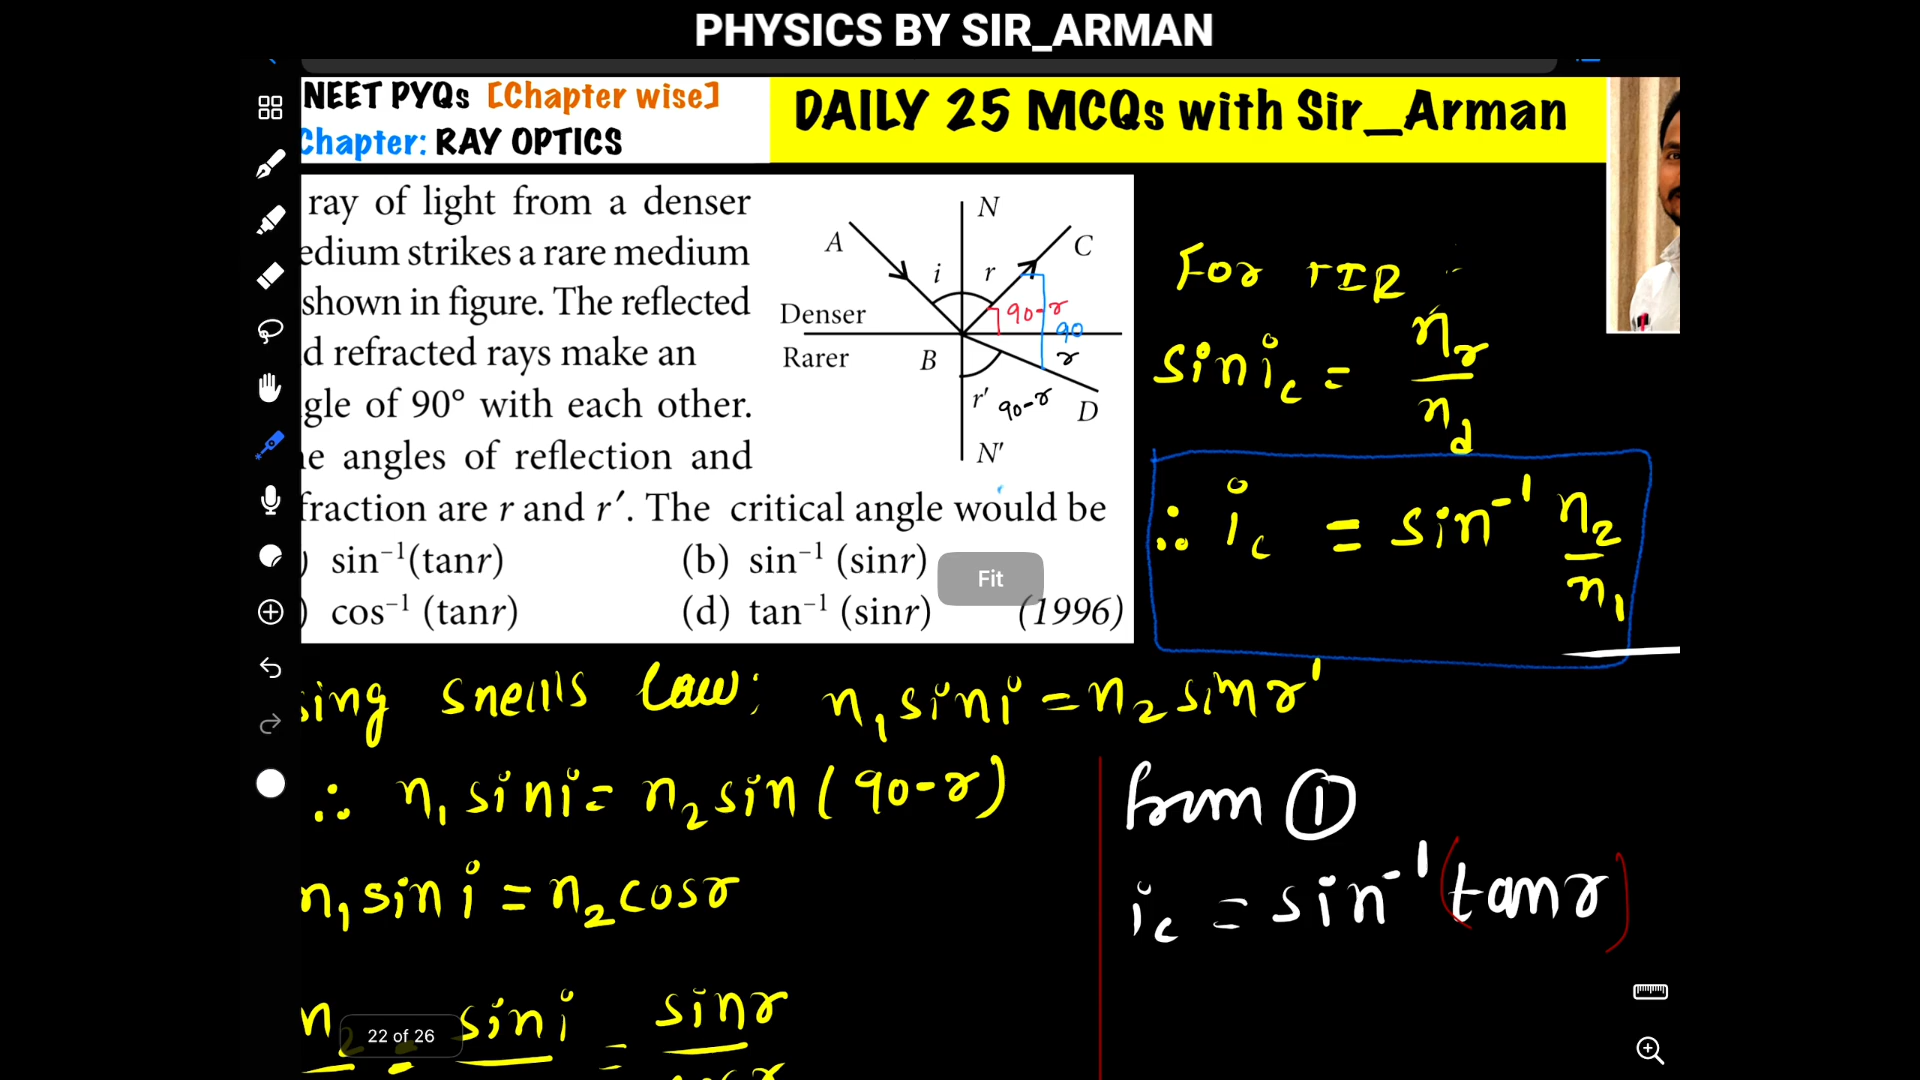 PHYSICS BY SIR_ARMAN
NEET PYQs [Chapter wise]
Chapter: RAY OPTICS
DAILY 25 MCQs with Sir_Arman
ray of light from a denser
edium strikes a rare medium
shown in figure. The reflected
d refracted rays make an
gle of 90° with each other.
e angles of reflection and
fraction are r and r′. The critical angle would be
) sin⁻¹(tanr) (b) sin⁻¹ (sinr)
) cos⁻¹ (tanr) (d) tan⁻¹ (sinr) (1996)
Fit
N
A i r C
Denser 90-r
90
Rarer B r
r′ 90-r D
N′
For TIR
sin i_c = n_r / n_d
∴ i_c = sin⁻¹ n₂ / n₁
sing snells law: n₁ sin i = n₂ sin r′
∴ n₁ sin i = n₂ sin (90-r)
n₁ sin i = n₂ cos r
n₂ = sin i = sin r
from ①
i_c = sin⁻¹ (tan r)
22 of 26